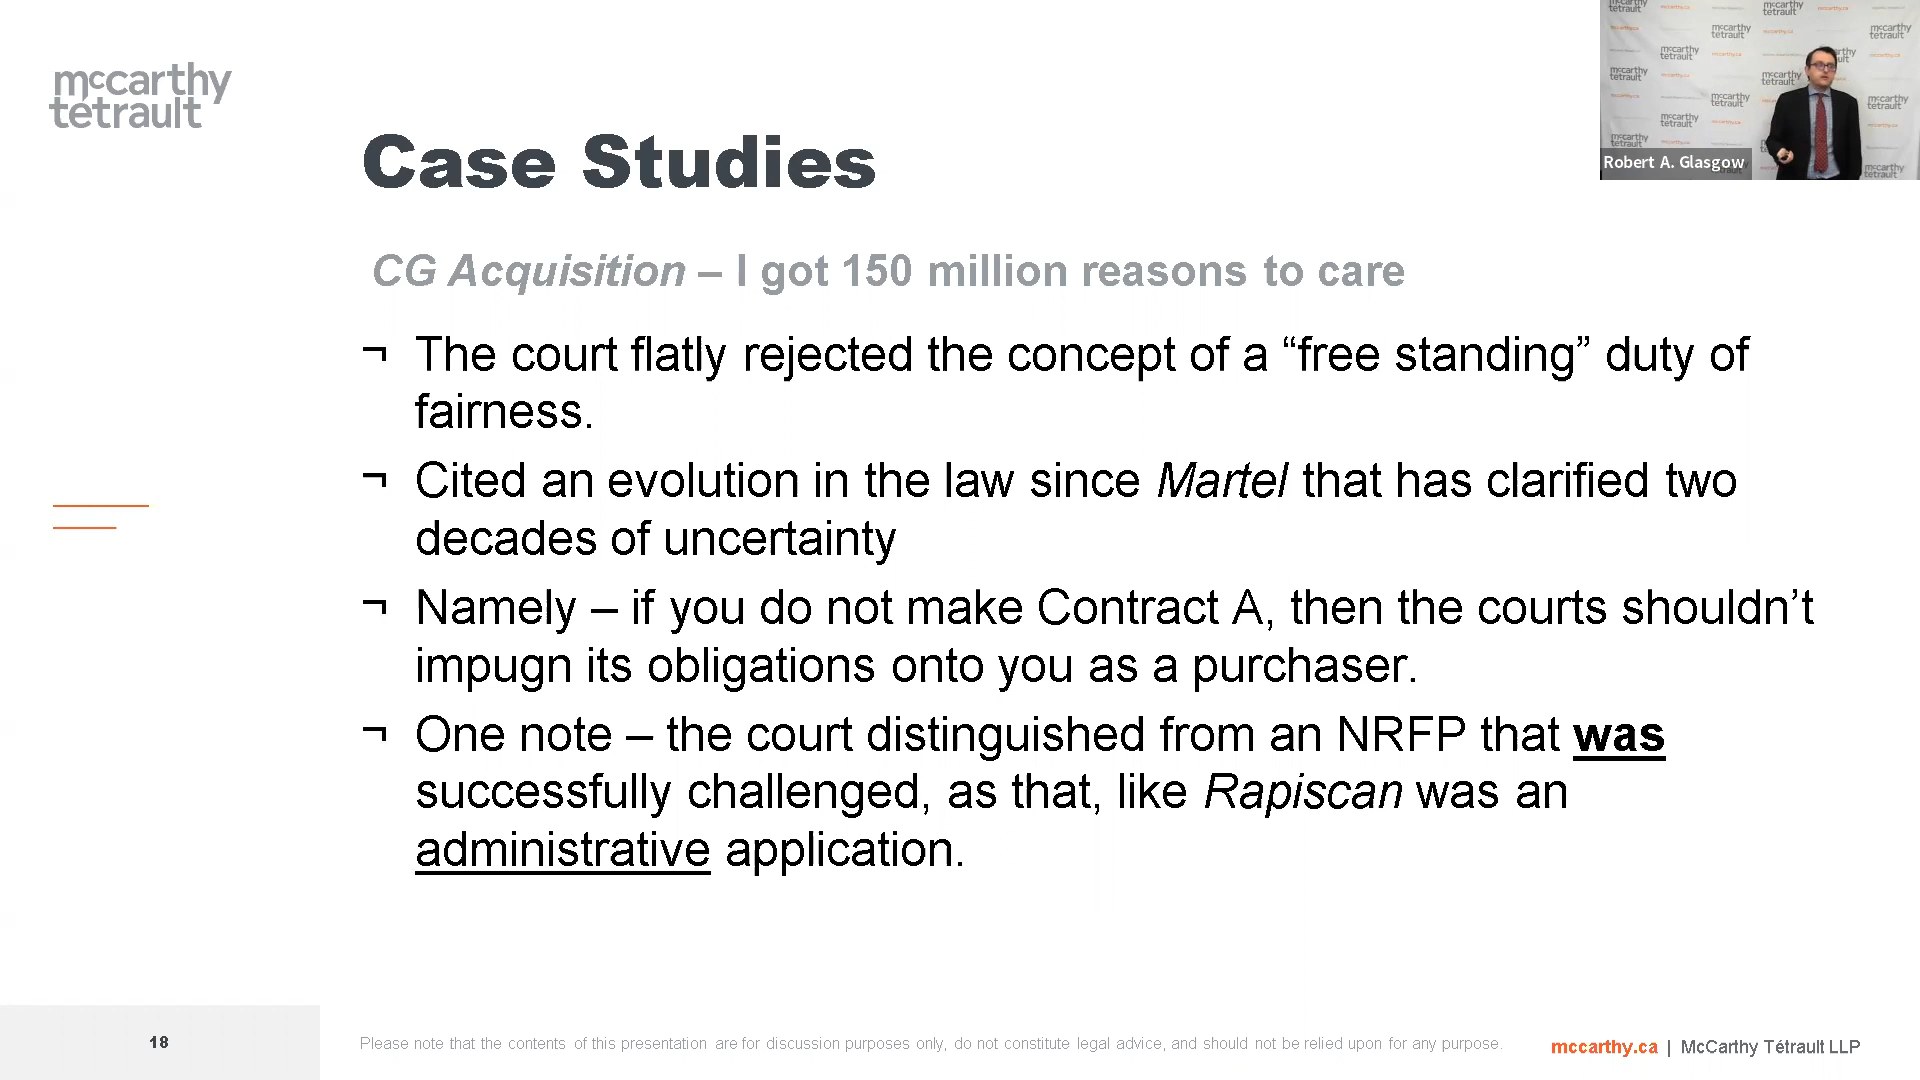 mccarthy
tetrault
Case Studies
CG Acquisition – I got 150 million reasons to care
¬ The court flatly rejected the concept of a “free standing” duty of
fairness.
¬ Cited an evolution in the law since Martel that has clarified two
decades of uncertainty
¬ Namely – if you do not make Contract A, then the courts shouldn’t
impugn its obligations onto you as a purchaser.
¬ One note – the court distinguished from an NRFP that was
successfully challenged, as that, like Rapiscan was an
administrative application.
Robert A. Glasgow
18
Please note that the contents of this presentation are for discussion purposes only, do not constitute legal advice, and should not be relied upon for any purpose.
mccarthy.ca | McCarthy Tétrault LLP